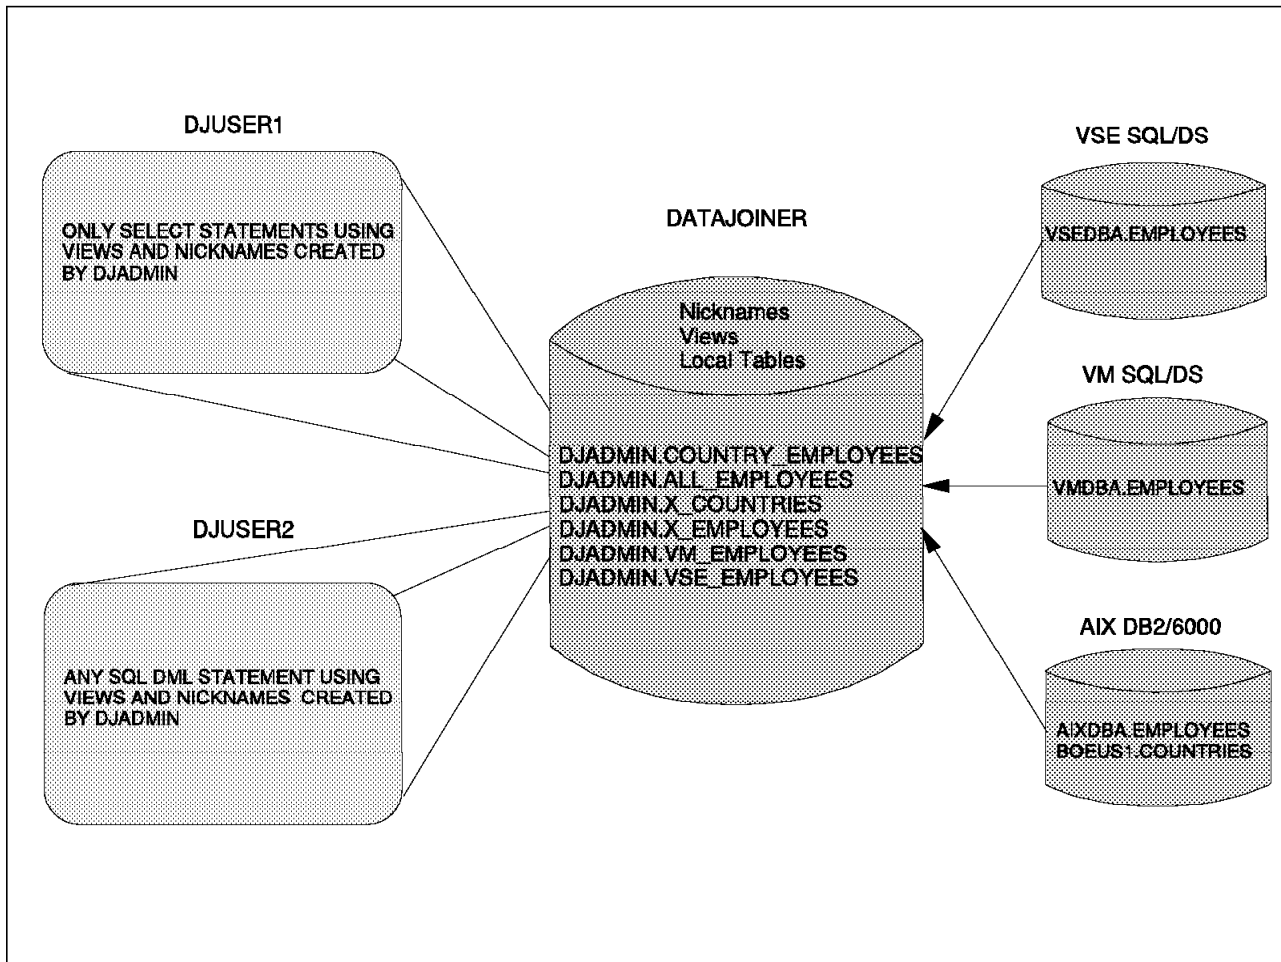 DJUSER1
ONLY SELECT STATEMENTS USING
VIEWS AND NICKNAMES CREATED
BY DJADMIN
DJUSER2
ANY SQL DML STATEMENT USING
VIEWS AND NICKNAMES CREATED
BY DJADMIN
DATAJOINER
Nicknames
Views
Local Tables
DJADMIN.COUNTRY_EMPLOYEES
DJADMIN.ALL_EMPLOYEES
DJADMIN.X_COUNTRIES
DJADMIN.X_EMPLOYEES
DJADMIN.VM_EMPLOYEES
DJADMIN.VSE_EMPLOYEES
VSE SQL/DS
VSEDBA.EMPLOYEES
VM SQL/DS
VMDBA.EMPLOYEES
AIX DB2/6000
AIXDBA.EMPLOYEES
BOEUS1.COUNTRIES